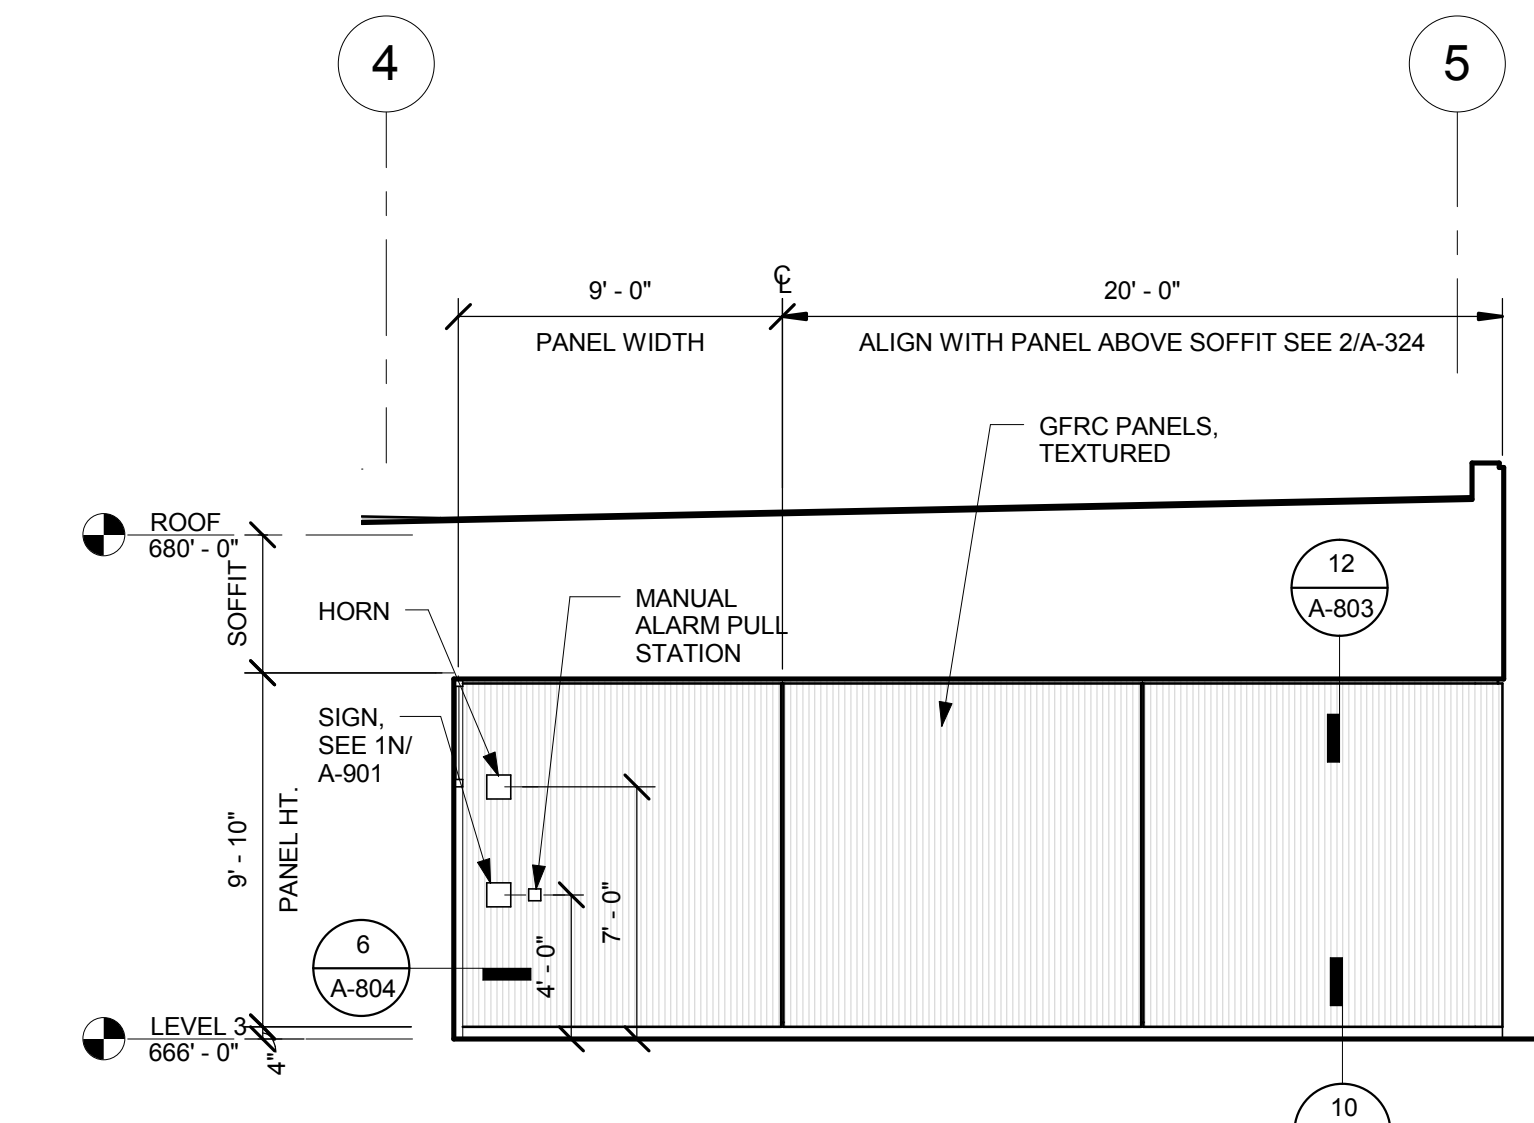 4
5
℄
9' - 0"
20' - 0"
PANEL WIDTH
ALIGN WITH PANEL ABOVE SOFFIT SEE 2/A-324
GFRC PANELS,
TEXTURED
ROOF
680' - 0"
SOFFIT
HORN
MANUAL
ALARM PULL
STATION
12
A-803
SIGN,
SEE 1N/
A-901
9' - 10"
PANEL HT.
7' - 0"
4' - 0"
6
A-804
LEVEL 3
666' - 0"
4"
10